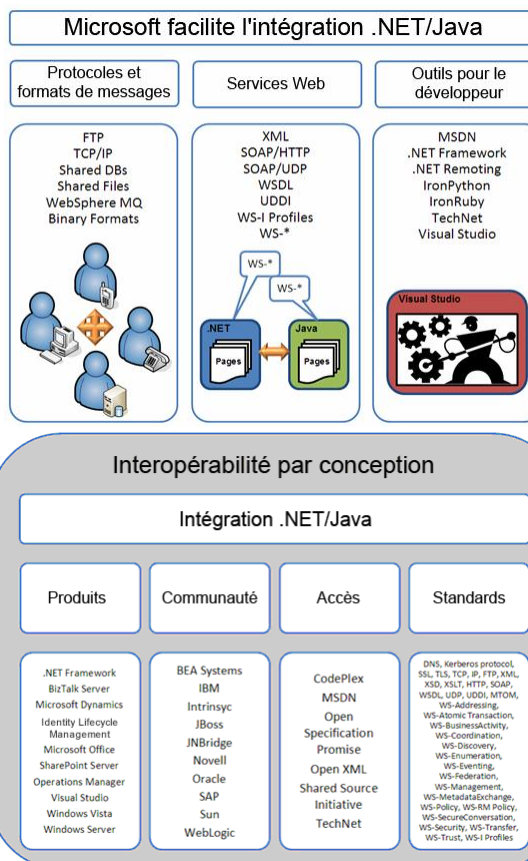 Microsoft facilite l'intégration .NET/Java
Protocoles et
formats de messages
Services Web
Outils pour le
développeur
FTP
TCP/IP
Shared DBs
Shared Files
WebSphere MQ
Binary Formats
XML
SOAP/HTTP
SOAP/UDP
WSDL
UDDI
WS-I Profiles
WS-*
WS-*
WS-*
.NET
Java
Pages
Pages
MSDN
.NET Framework
.NET Remoting
IronPython
IronRuby
TechNet
Visual Studio
Visual Studio
Interopérabilité par conception
Intégration .NET/Java
Produits
Communauté
Accès
Standards
.NET Framework
BizTalk Server
Microsoft Dynamics
Identity Lifecycle
Management
Microsoft Office
SharePoint Server
Operations Manager
Visual Studio
Windows Vista
Windows Server
BEA Systems
IBM
Intrinsyc
JBoss
JNBridge
Novell
Oracle
SAP
Sun
WebLogic
CodePlex
MSDN
Open
Specification
Promise
Open XML
Shared Source
Initiative
TechNet
DNS, Kerberos protocol,
SSL, TLS, TCP, IP, FTP, XML,
XSD, XSLT, HTTP, SOAP,
WSDL, UDP, UDDI, MTOM,
WS-Addressing,
WS-Atomic Transaction,
WS-BusinessActivity,
WS-Coordination,
WS-Discovery,
WS-Enumeration,
WS-Eventing,
WS-Federation,
WS-Management,
WS-MetadataExchange,
WS-Policy, WS-RM Policy,
WS-SecureConversation,
WS-Security, WS-Transfer,
WS-Trust, WS-I Profiles